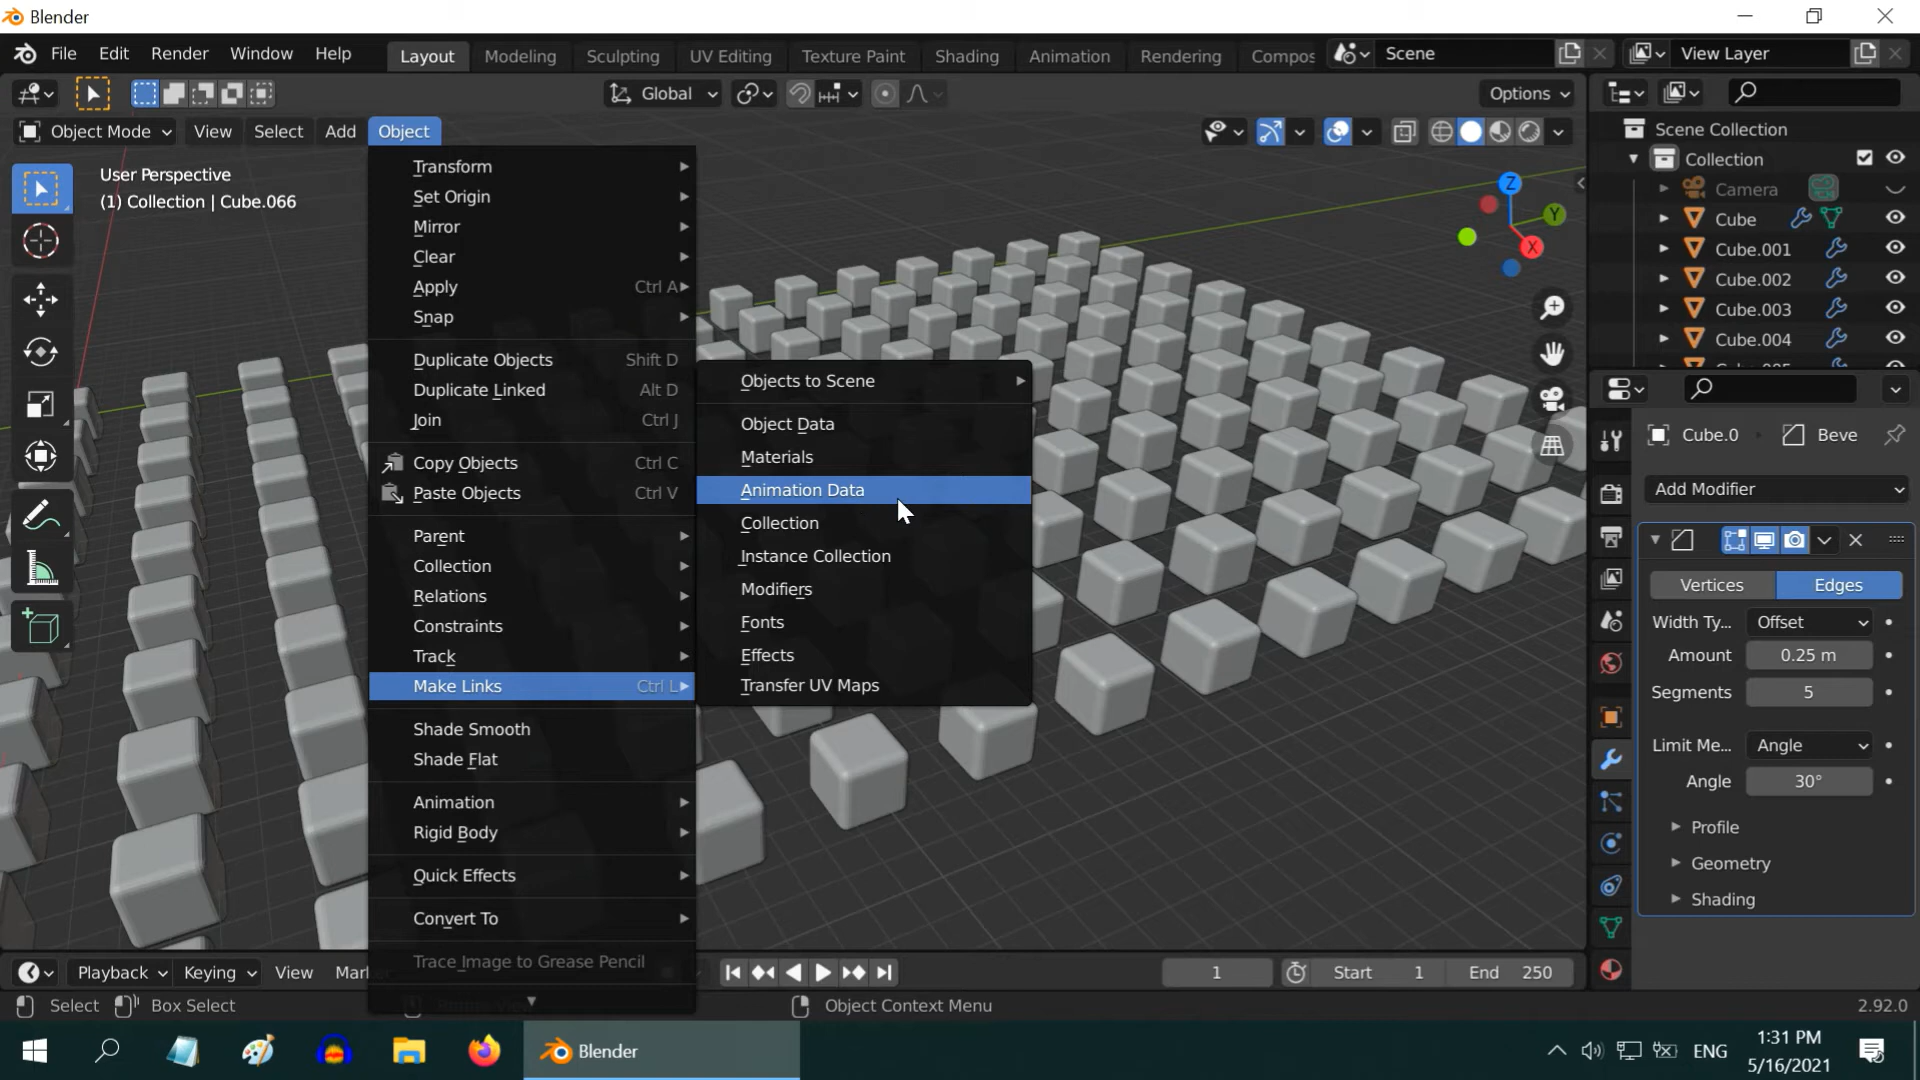 Blender
File Edit Render Window Help Layout Modeling Sculpting UV Editing Texture Paint Shading Animation Rendering Compos Scene View Layer
Global Options
Object Mode View Select Add Object
User Perspective
(1) Collection | Cube.066
Transform
Set Origin
Mirror
Clear
Apply Ctrl A
Snap
Duplicate Objects Shift D
Duplicate Linked Alt D
Join Ctrl J
Copy Objects Ctrl C
Paste Objects Ctrl V
Parent
Collection
Relations
Constraints
Track
Make Links Ctrl L
Shade Smooth
Shade Flat
Animation
Rigid Body
Quick Effects
Convert To
Trace Image to Grease Pencil
Objects to Scene
Object Data
Materials
Animation Data
Collection
Instance Collection
Modifiers
Fonts
Effects
Transfer UV Maps
Z
Y
X
Scene Collection
Collection
Camera
Cube
Cube.001
Cube.002
Cube.003
Cube.004
Cube.0 Beve
Add Modifier
Vertices Edges
Width Ty... Offset
Amount 0.25 m
Segments 5
Limit Me... Angle
Angle 30°
Profile
Geometry
Shading
Playback Keying View Mar 1 Start 1 End 250
Select Box Select Object Context Menu 2.92.0
Blender ENG 1:31 PM
5/16/2021